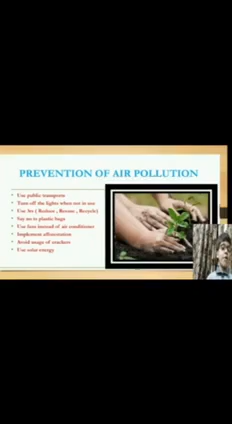 PREVENTION OF AIR POLLUTION
• Use public transport
• Turn off the lights when not in use
• Use 3rs ( Reduce , Reuse , Recycle)
• Say no to plastic bags
• Use fans instead of air conditioner
• Implement afforestation
• Avoid usage of crackers
• Use solar energy